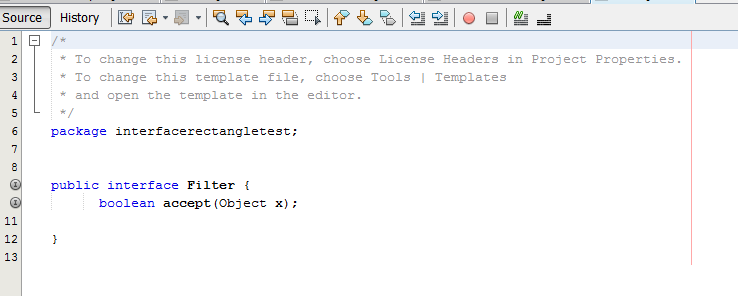 Source History
1 /*
2 * To change this license header, choose License Headers in Project Properties.
3 * To change this template file, choose Tools | Templates
4 * and open the template in the editor.
5 */
6 package interfacerectangletest;
7
8
public interface Filter {
boolean accept(Object x);
11
12 }
13